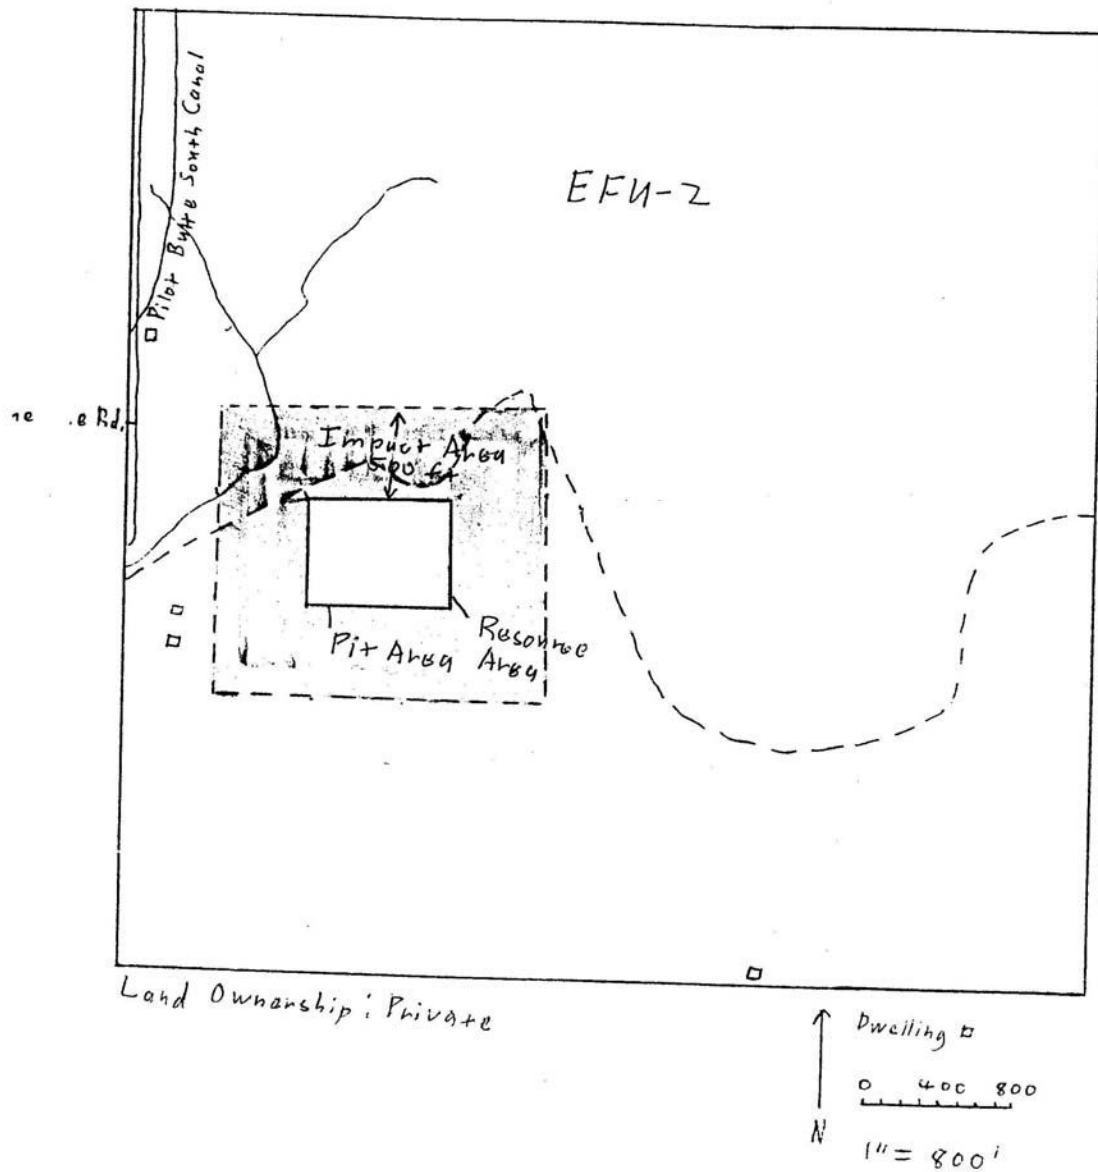 Pilot Butte South Canal
EFU-2
Rd.
Impact Area
500 ft
Resource
Pit Area Area
Land Ownership: Private
Dwelling
0 400 800
N
1" = 800'